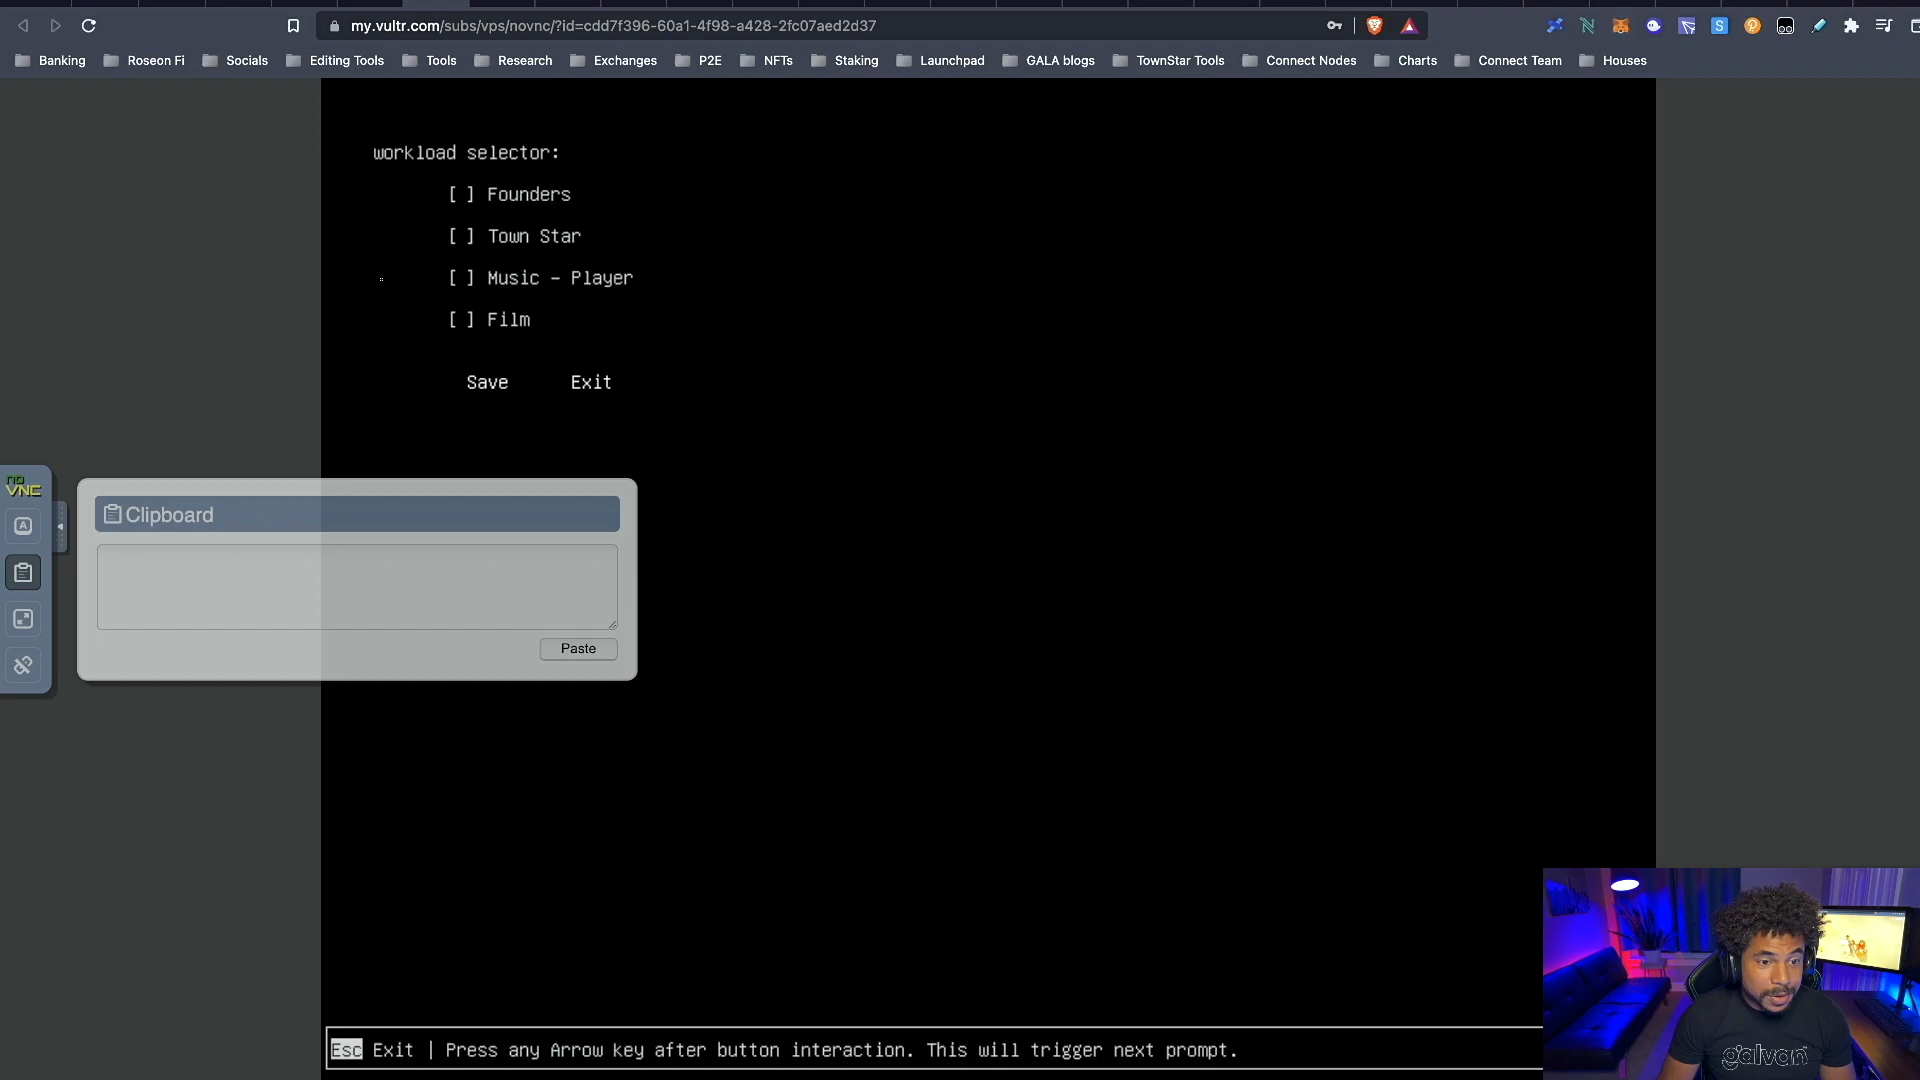 my.vultr.com/subs/vps/novnc/?id=cdd7f396-60a1-4f98-a428-2fc07aed2d37
Banking Roseon Fi Socials Editing Tools Tools Research Exchanges P2E NFTs Staking Launchpad GALA blogs TownStar Tools Connect Nodes Charts Connect Team Houses
workload selector:
[ ] Founders
[ ] Town Star
[ ] Music - Player
[ ] Film
Save Exit
no
VNC
A
Clipboard
Paste
Esc Exit | Press any Arrow key after button interaction. This will trigger next prompt.
galvan